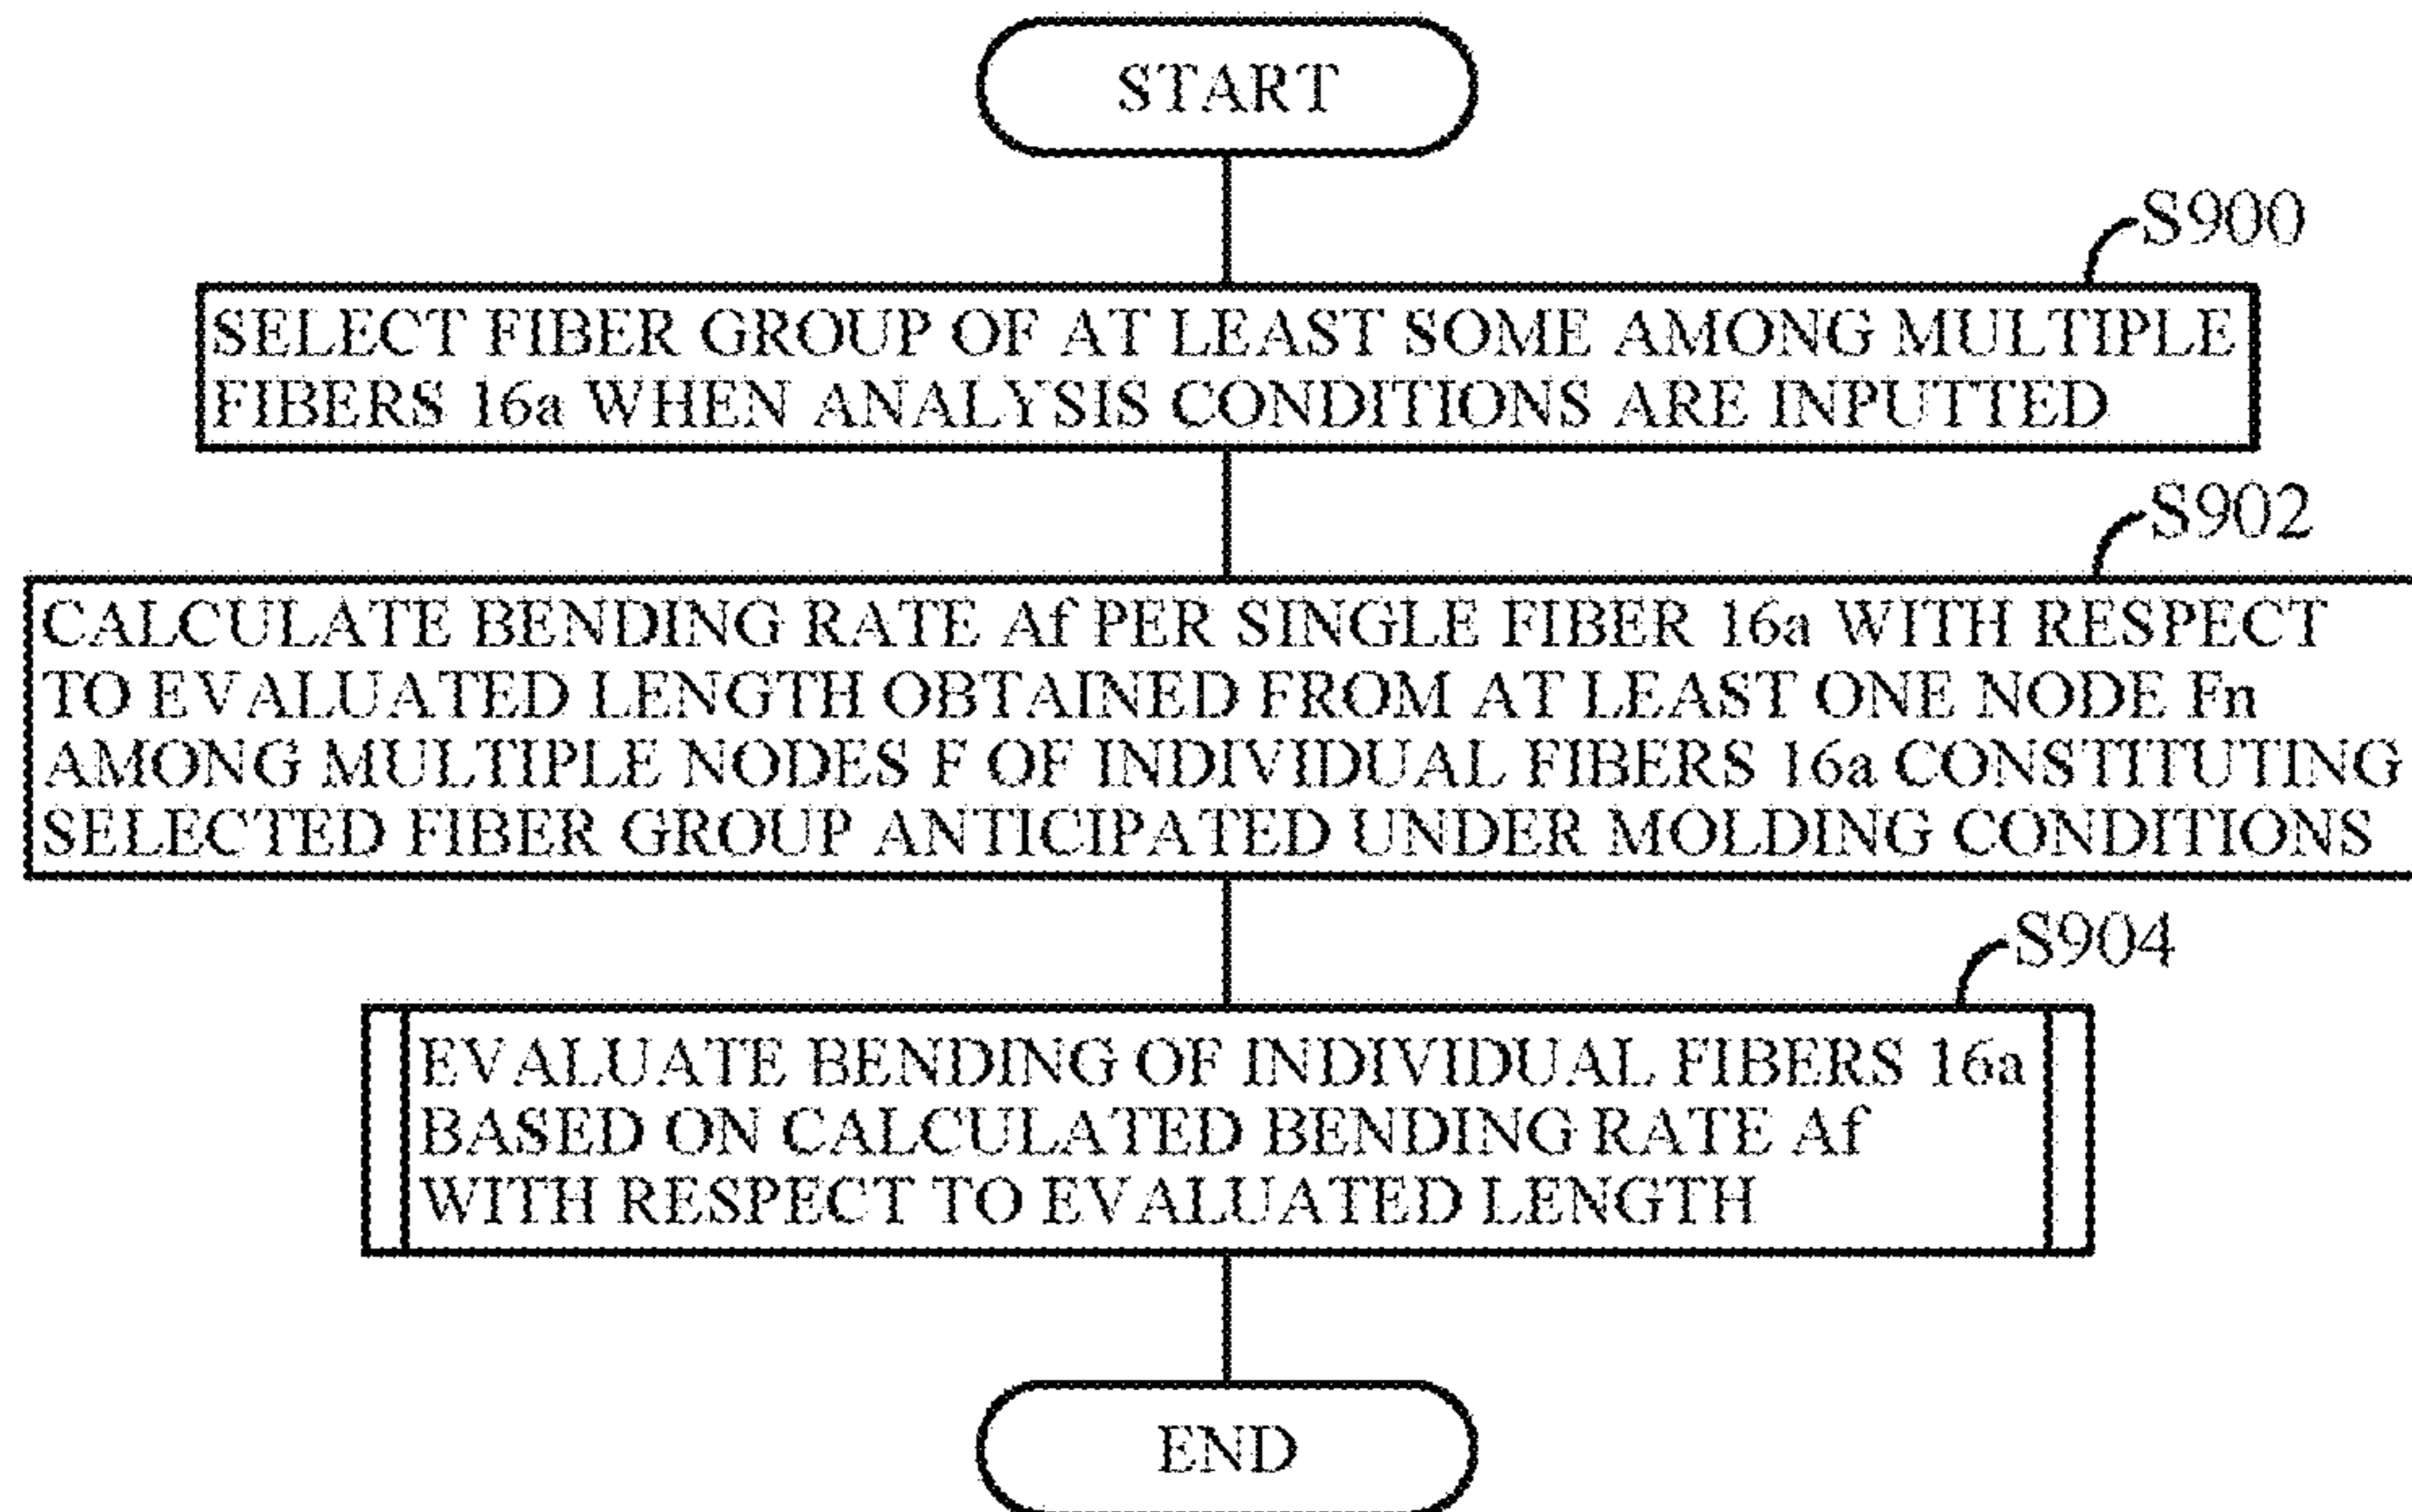 START
S900
SELECT FIBER GROUP OF AT LEAST SOME AMONG MULTIPLE
FIBERS 16a WHEN ANALYSIS CONDITIONS ARE INPUTTED
S902
CALCULATE BENDING RATE Af PER SINGLE FIBER 16a WITH RESPECT
TO EVALUATED LENGTH OBTAINED FROM AT LEAST ONE NODE Fn
AMONG MULTIPLE NODES F OF INDIVIDUAL FIBERS 16a CONSTITUTING
SELECTED FIBER GROUP ANTICIPATED UNDER MOLDING CONDITIONS
S904
EVALUATE BENDING OF INDIVIDUAL FIBERS 16a
BASED ON CALCULATED BENDING RATE Af
WITH RESPECT TO EVALUATED LENGTH
END